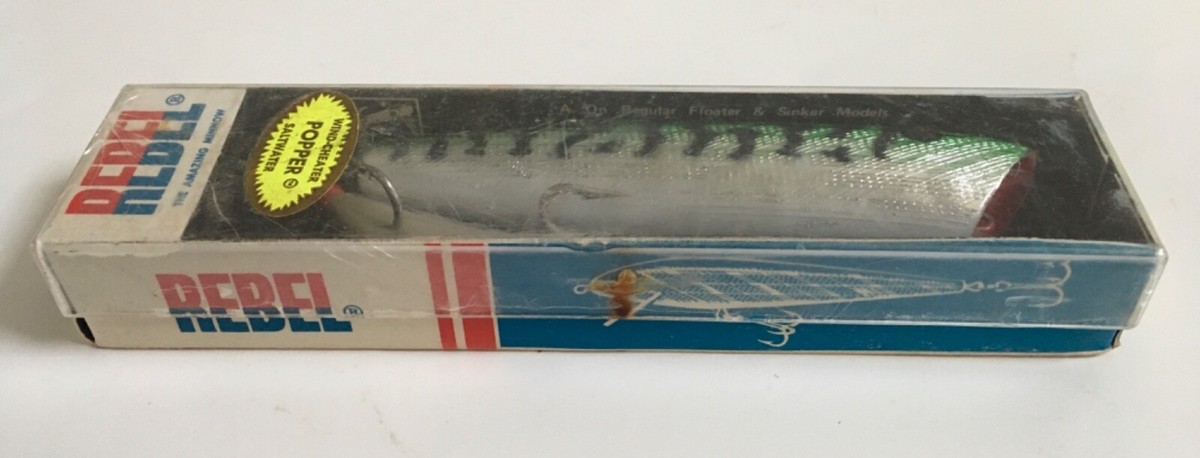 REBEL®
THE AMAZING MINNOW
WIND-CHEATER
POPPER®
SALTWATER
On Regular Floater & Sinker Models
REBEL®